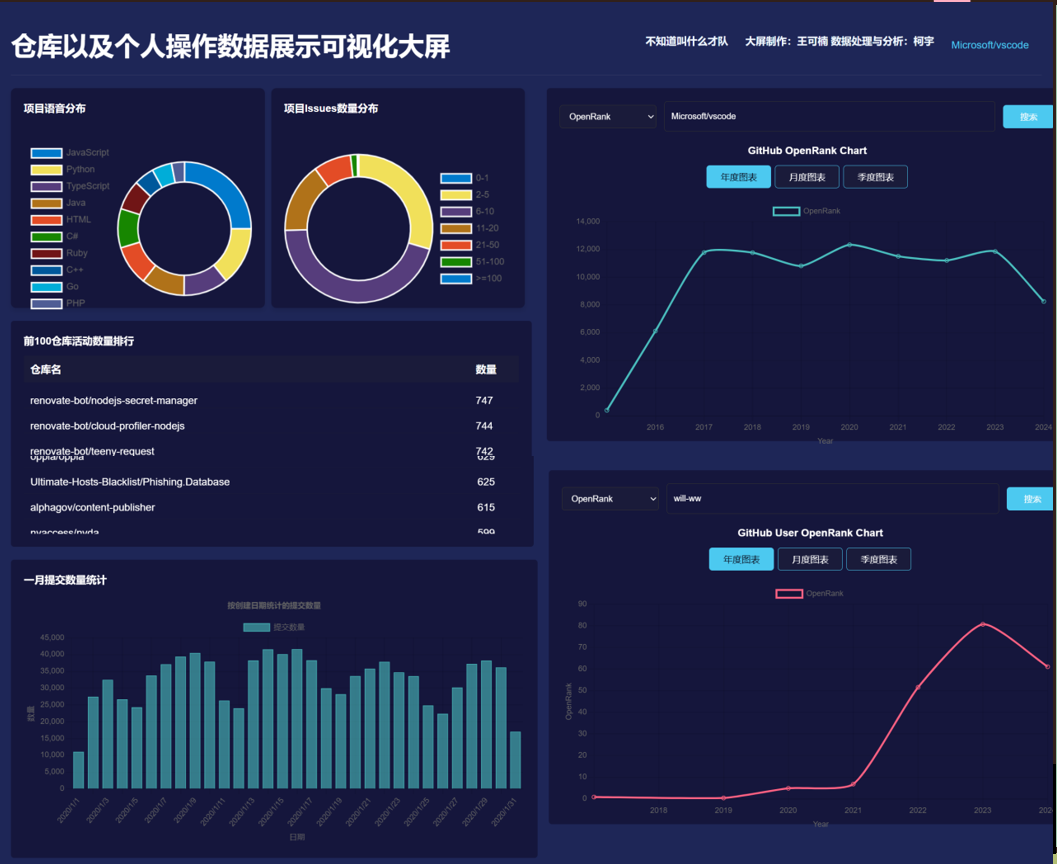 仓库以及个人操作数据展示可视化大屏
不知道叫什么才队 大屏制作：王可楠 数据处理与分析：柯宇 Microsoft/vscode
项目语音分布
JavaScript
Python
TypeScript
Java
HTML
C#
Ruby
C++
Go
PHP
项目Issues数量分布
0-1
2-5
6-10
11-20
21-50
51-100
>=100
前100仓库活动数量排行
仓库名 数量
renovate-bot/nodejs-secret-manager 747
renovate-bot/cloud-profiler-nodejs 744
renovate-bot/teeny-request 742
oppia/oppia 629
Ultimate-Hosts-Blacklist/Phishing.Database 625
alphagov/content-publisher 615
nvaccess/nvda 599
一月提交数量统计
按创建日期统计的提交数量
提交数量
45,000
40,000
35,000
30,000
25,000
20,000
15,000
10,000
5,000
0
数量
2020/1/1 2020/1/3 2020/1/5 2020/1/7 2020/1/9 2020/1/11 2020/1/13 2020/1/15 2020/1/17 2020/1/19 2020/1/21 2020/1/23 2020/1/25 2020/1/27 2020/1/29 2020/1/31
日期
OpenRank Microsoft/vscode 搜索
GitHub OpenRank Chart
年度图表 月度图表 季度图表
OpenRank
14,000
12,000
10,000
8,000
6,000
4,000
2,000
0
2016 2017 2018 2019 2020 2021 2022 2023 2024
Year
OpenRank will-ww 搜索
GitHub User OpenRank Chart
年度图表 月度图表 季度图表
OpenRank
90
80
70
60
50
40
30
20
10
0
OpenRank
2018 2019 2020 2021 2022 2023 202
Year